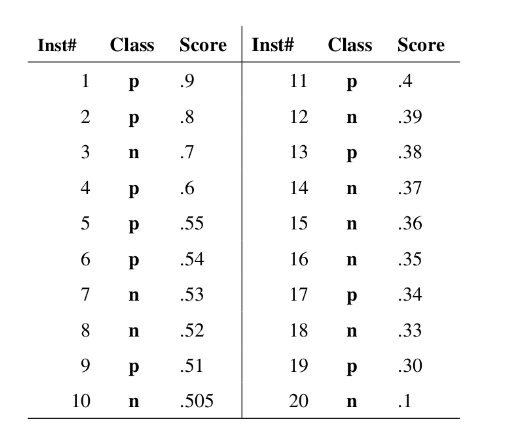 Inst# Class Score Inst# Class Score
1 p .9 11 p .4
2 p .8 12 n .39
3 n .7 13 p .38
4 p .6 14 n .37
5 p .55 15 n .36
6 p .54 16 n .35
7 n .53 17 p .34
8 n .52 18 n .33
9 p .51 19 p .30
10 n .505 20 n .1